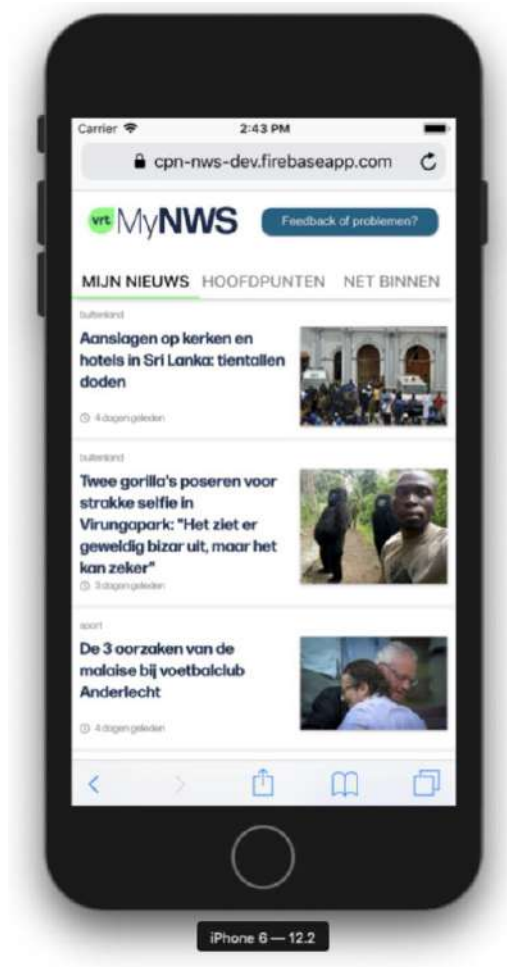 Carrier 2:43 PM
cpn-nws-dev.firebaseapp.com
vrt MyNWS Feedback of problemen?
MIJN NIEUWS HOOFDPUNTEN NET BINNEN
buitenland
Aanslagen op kerken en
hotels in Sri Lanka: tientallen
doden
4 dagen geleden
buitenland
Twee gorilla's poseren voor
strakke selfie in
Virungapark: "Het ziet er
geweldig bizar uit, maar het
kan zeker"
3 dagen geleden
sport
De 3 oorzaken van de
malaise bij voetbalclub
Anderlecht
4 dagen geleden
iPhone 6 — 12.2